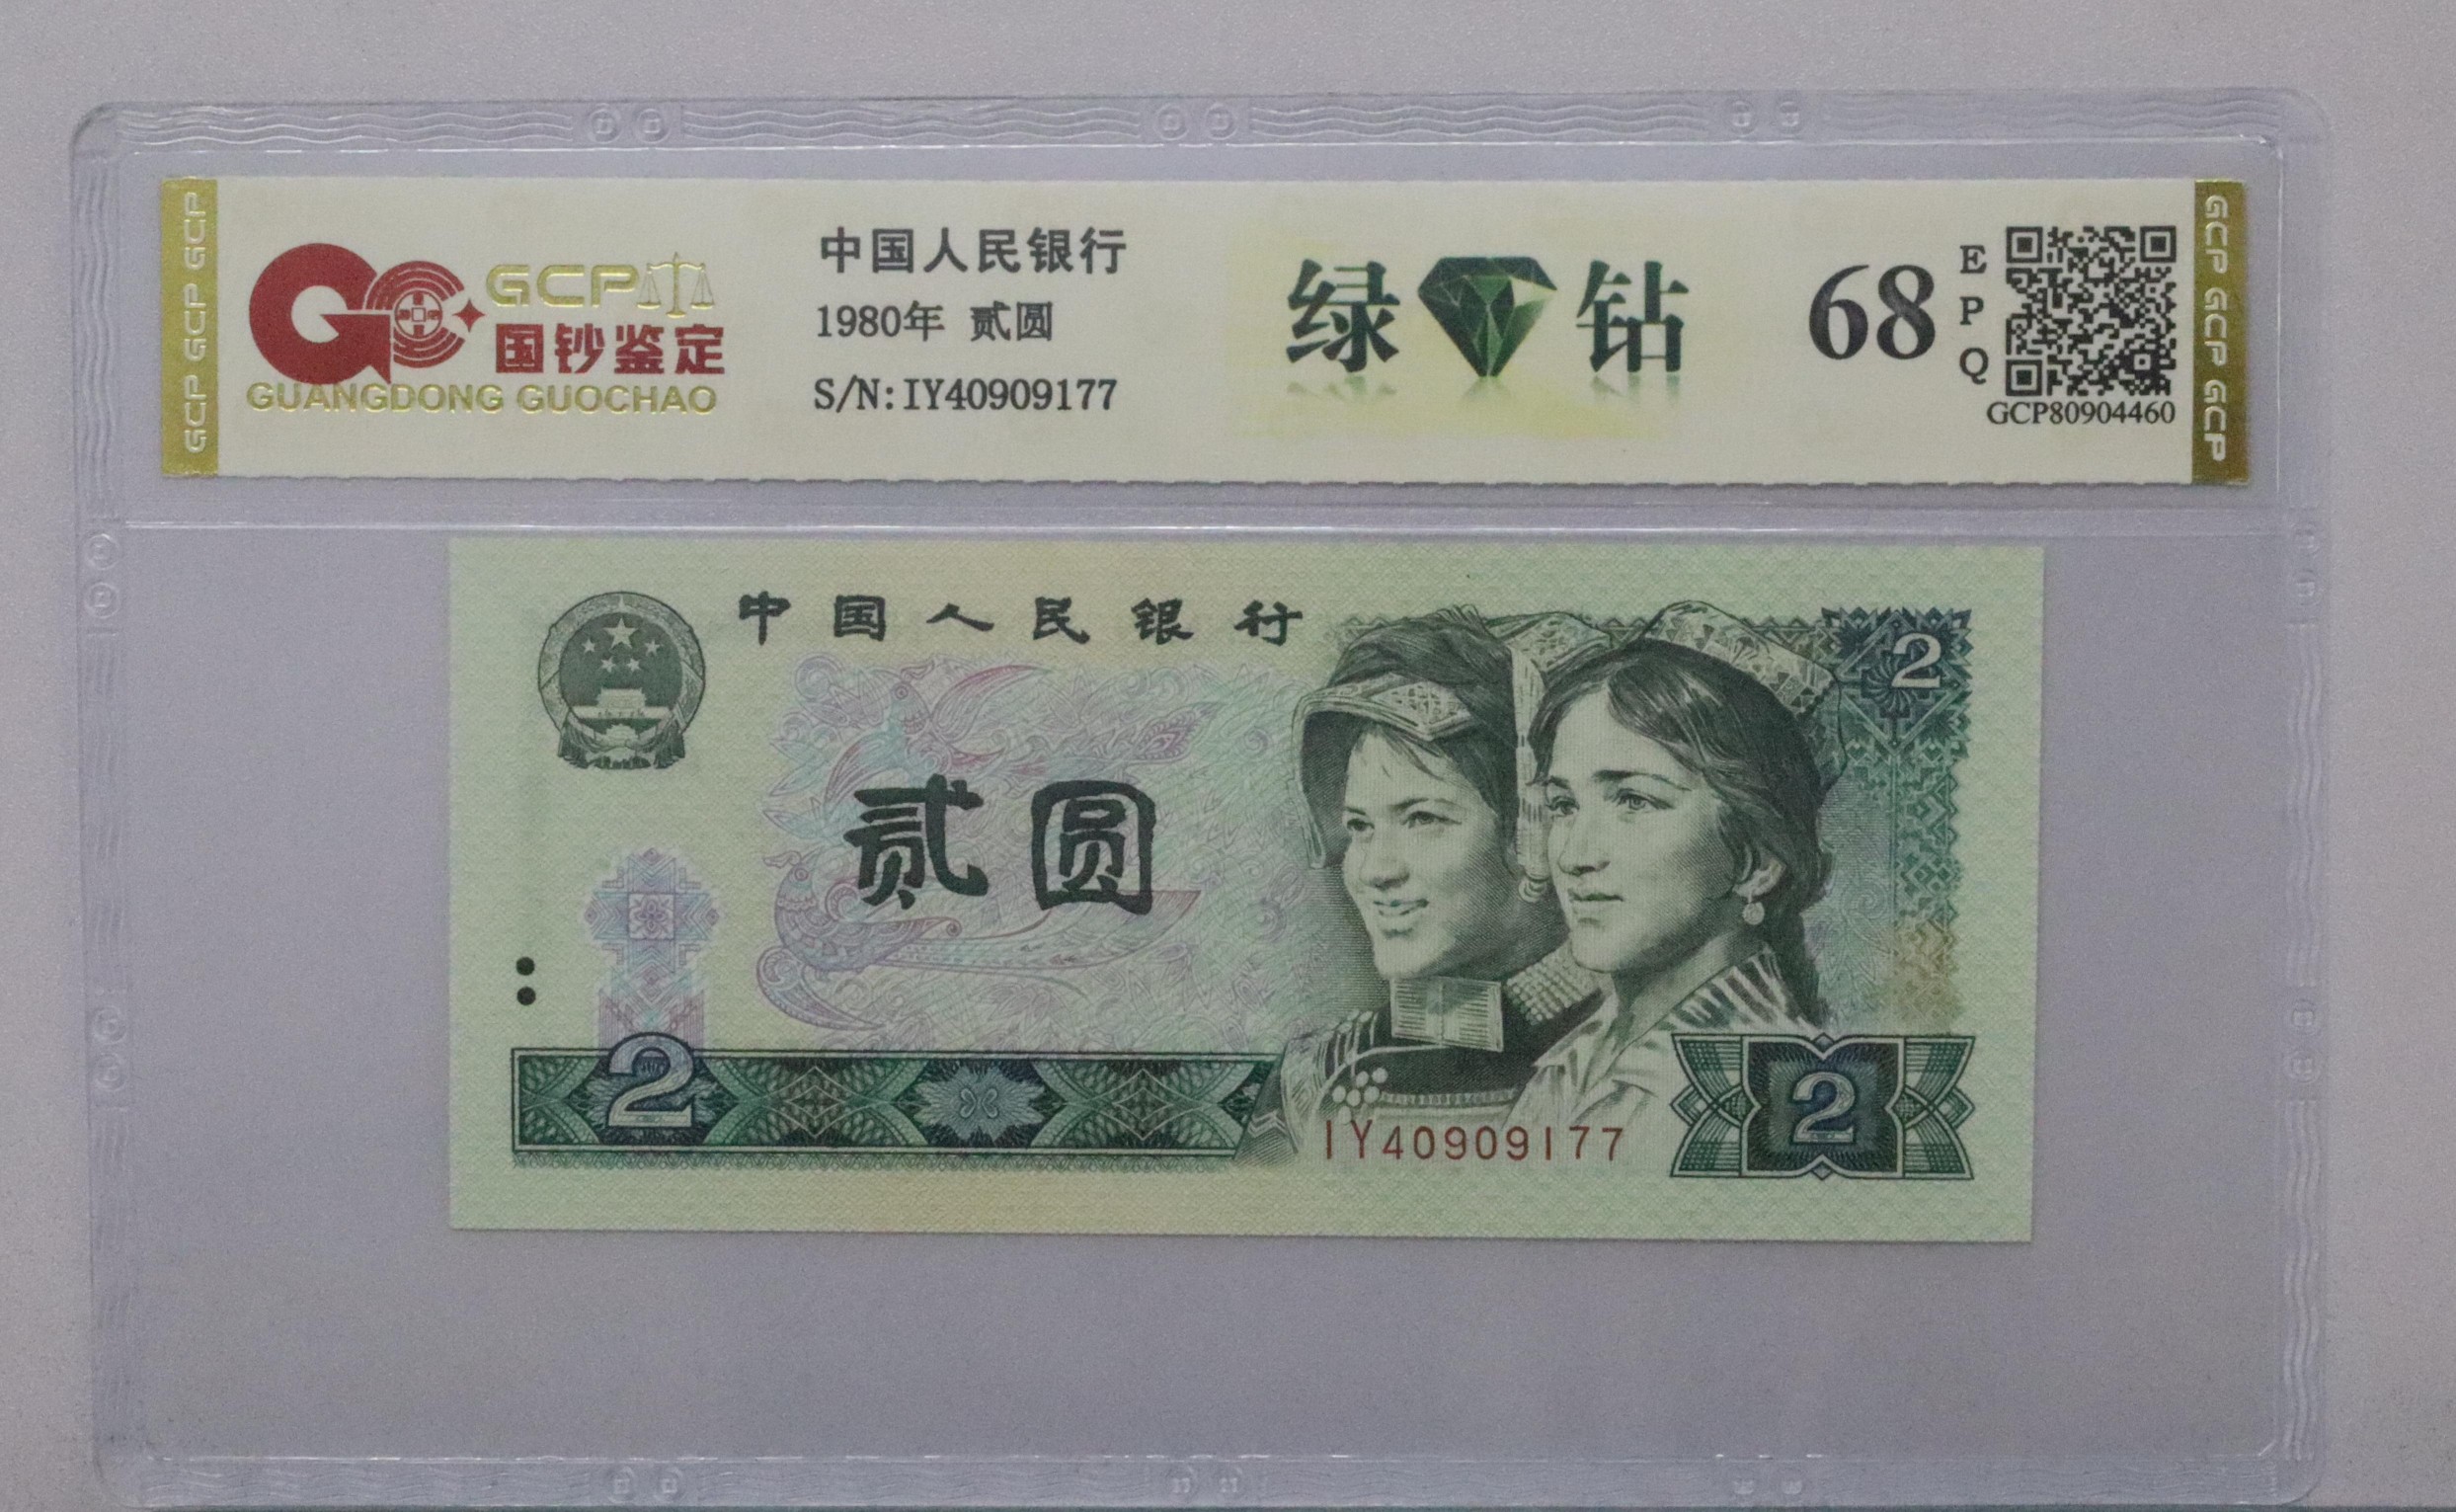 GCP GCP GCP
GCP
国钞鉴定
GUANGDONG GUOCHAO
中国人民银行
1980年 贰圆
S/N: IY40909177
绿 钻
68
E
P
Q
GCP80904460
GCP GCP GCP
中国人民银行
2
贰圆
2
IY40909177
2